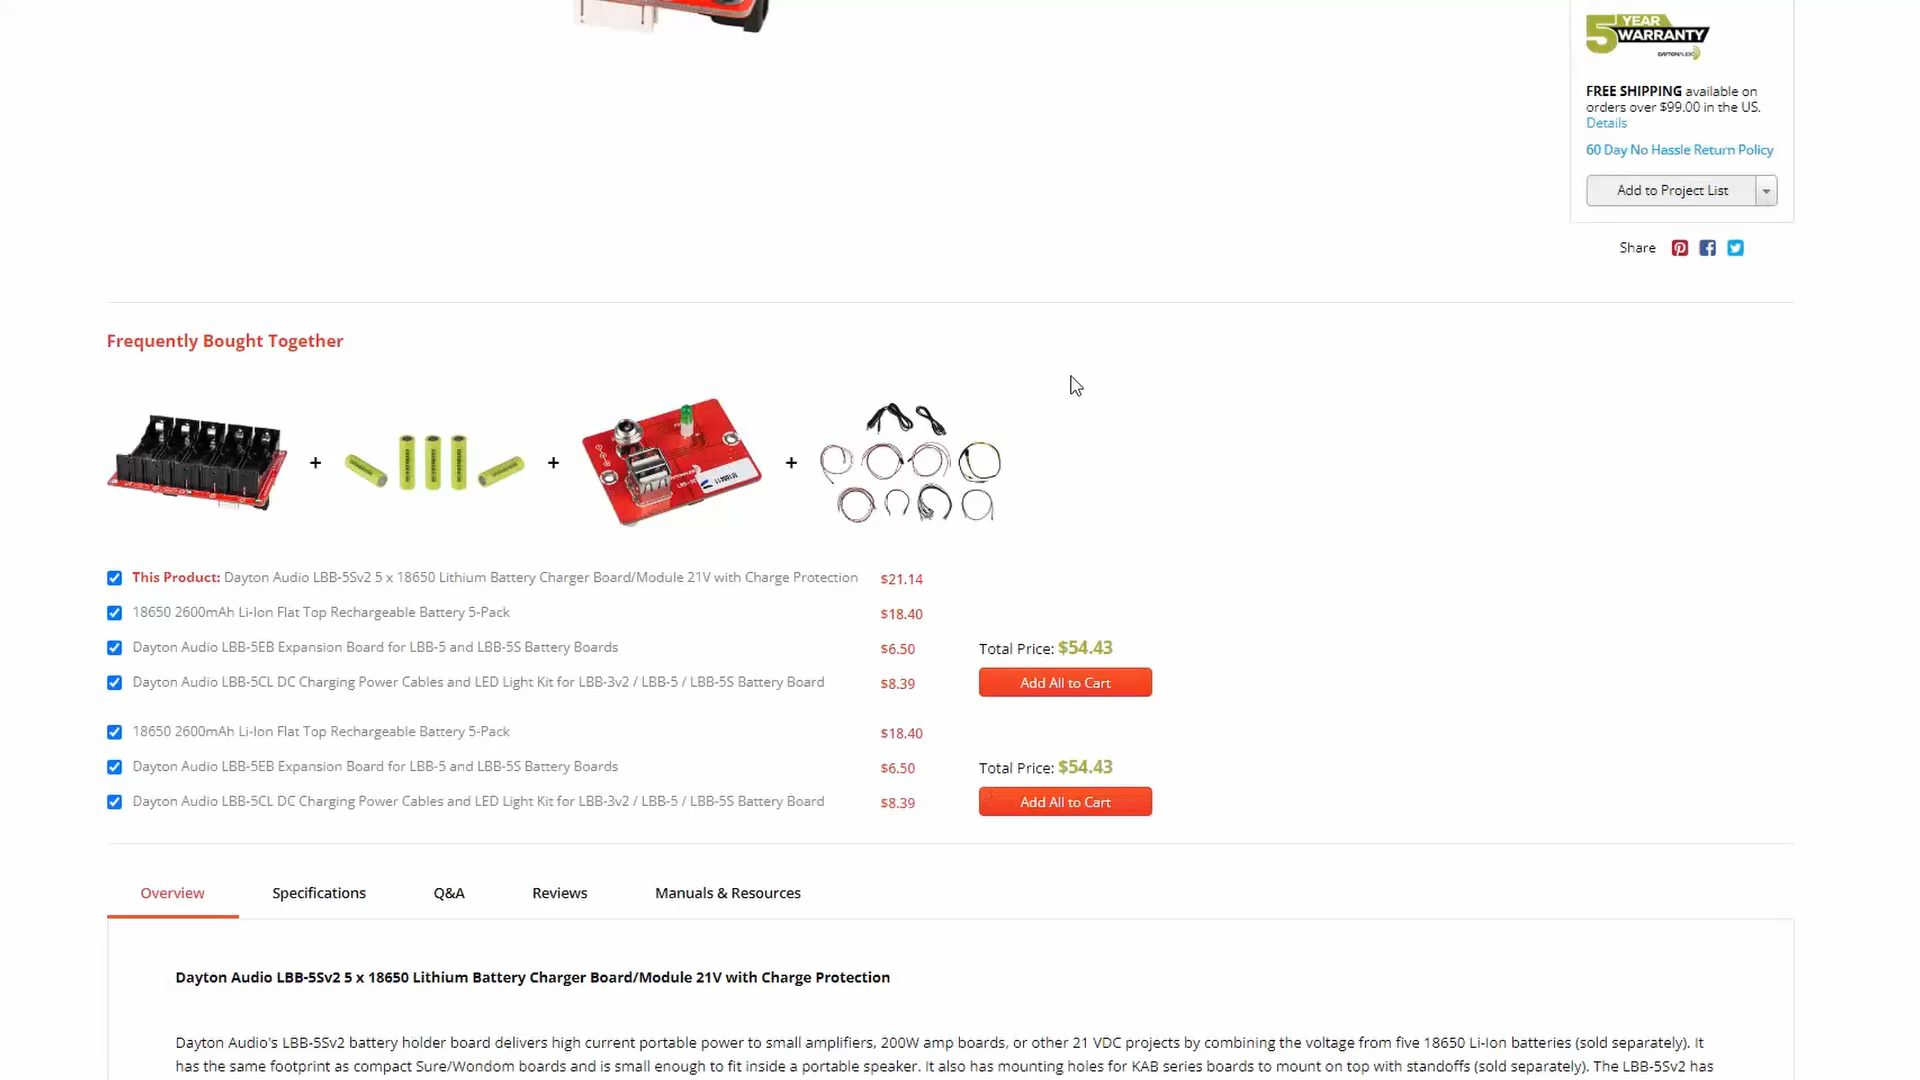 5 YEAR
WARRANTY
DAYTON AUDIO
FREE SHIPPING available on
orders over $99.00 in the US.
Details
60 Day No Hassle Return Policy
Add to Project List
Share
Frequently Bought Together
This Product: Dayton Audio LBB-5Sv2 5 x 18650 Lithium Battery Charger Board/Module 21V with Charge Protection $21.14
18650 2600mAh Li-Ion Flat Top Rechargeable Battery 5-Pack $18.40
Dayton Audio LBB-5EB Expansion Board for LBB-5 and LBB-5S Battery Boards $6.50 Total Price: $54.43
Dayton Audio LBB-5CL DC Charging Power Cables and LED Light Kit for LBB-3v2 / LBB-5 / LBB-5S Battery Board $8.39 Add All to Cart
18650 2600mAh Li-Ion Flat Top Rechargeable Battery 5-Pack $18.40
Dayton Audio LBB-5EB Expansion Board for LBB-5 and LBB-5S Battery Boards $6.50 Total Price: $54.43
Dayton Audio LBB-5CL DC Charging Power Cables and LED Light Kit for LBB-3v2 / LBB-5 / LBB-5S Battery Board $8.39 Add All to Cart
Overview Specifications Q&A Reviews Manuals & Resources
Dayton Audio LBB-5Sv2 5 x 18650 Lithium Battery Charger Board/Module 21V with Charge Protection
Dayton Audio's LBB-5Sv2 battery holder board delivers high current portable power to small amplifiers, 200W amp boards, or other 21 VDC projects by combining the voltage from five 18650 Li-Ion batteries (sold separately). It
has the same footprint as compact Sure/Wondom boards and is small enough to fit inside a portable speaker. It also has mounting holes for KAB series boards to mount on top with standoffs (sold separately). The LBB-5Sv2 has